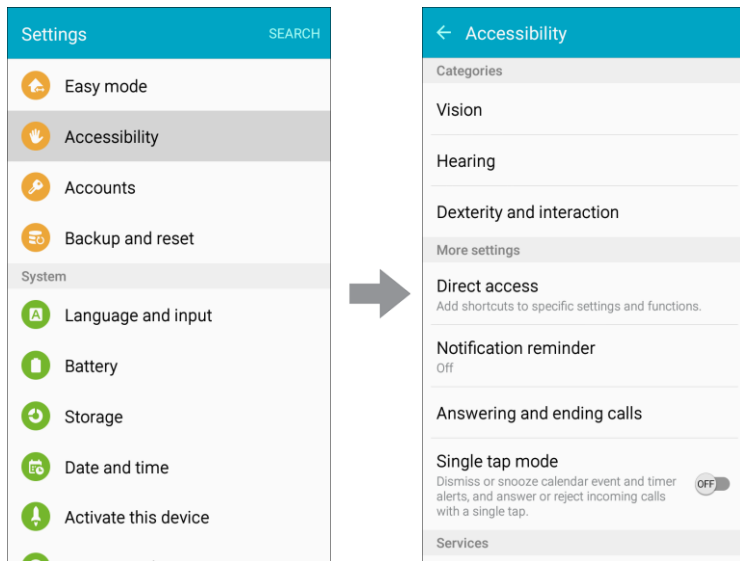 Settings
SEARCH
Easy mode
Accessibility
Accounts
Backup and reset
System
A
Language and input
Battery
Storage
Date and time
Activate this device
Accessibility
Categories
Vision
Hearing
Dexterity and interaction
More settings
Direct access
Add shortcuts to specific settings and functions.
Notification reminder
Off
Answering and ending calls
Single tap mode
Dismiss or snooze calendar event and timer
alerts, and answer or reject incoming calls
with a single tap.
OFF
Services